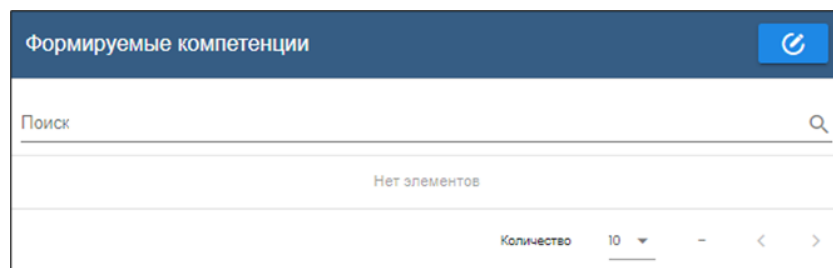 Формируемые компетенции
Поиск
Нет элементов
Количество 10 –